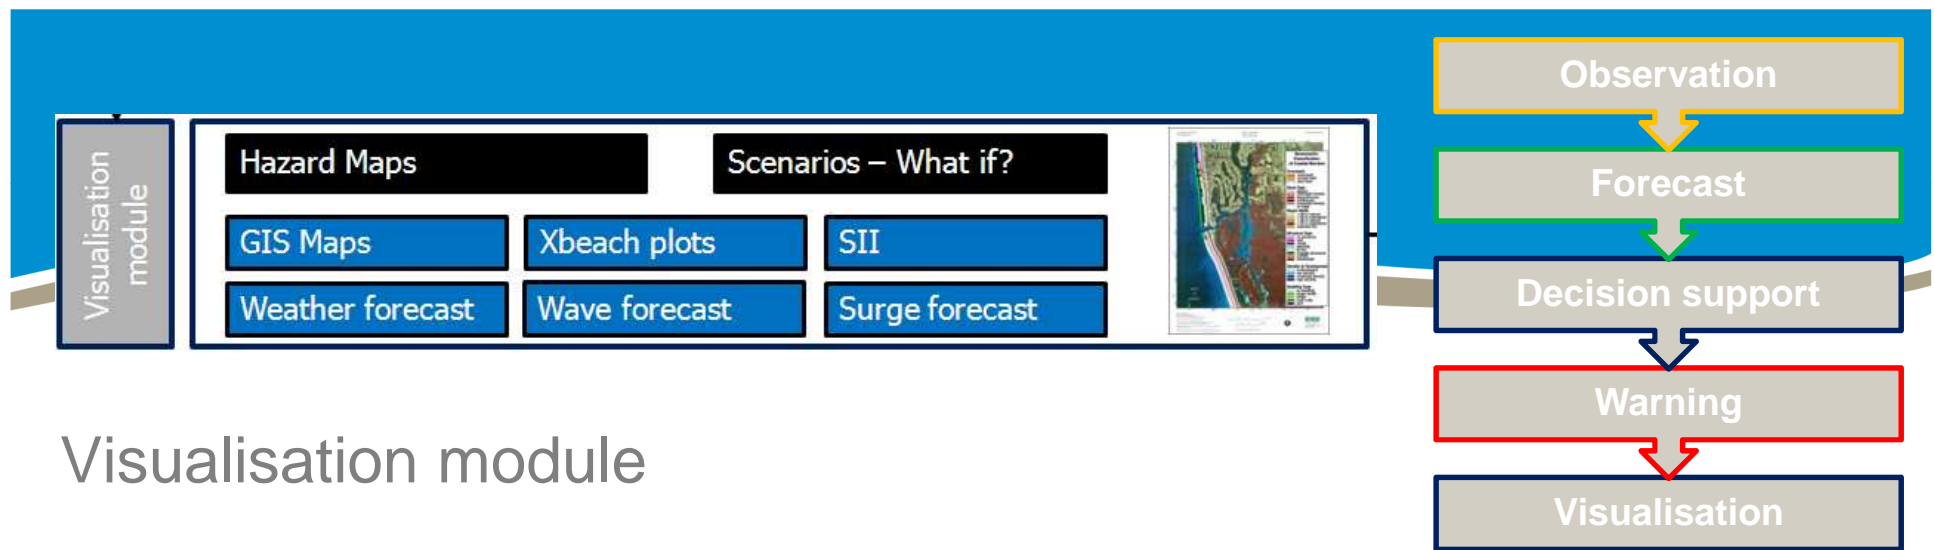 Visualisation
module
Hazard Maps
Scenarios – What if?
GIS Maps
Xbeach plots
SII
Weather forecast
Wave forecast
Surge forecast
Observation
Forecast
Decision support
Warning
Visualisation
Visualisation module